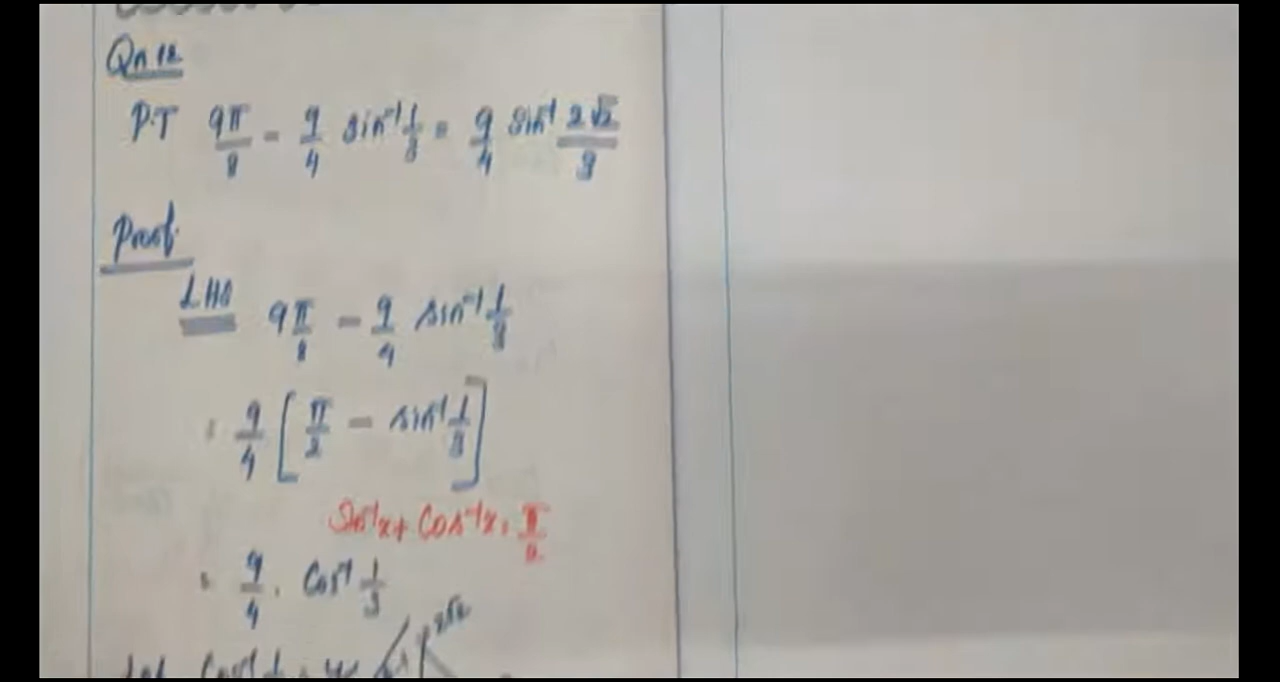 Qn 12
P.T 9π/8 - 9/4 sin⁻¹ 1/3 = 9/4 sin⁻¹ 2√2/3
Proof.
LHS 9π/8 - 9/4 sin⁻¹ 1/3
= 9/4 [π/2 - sin⁻¹ 1/3]
Sin⁻¹x + Cos⁻¹x = π/2
= 9/4 . Cos⁻¹ 1/3
2√2